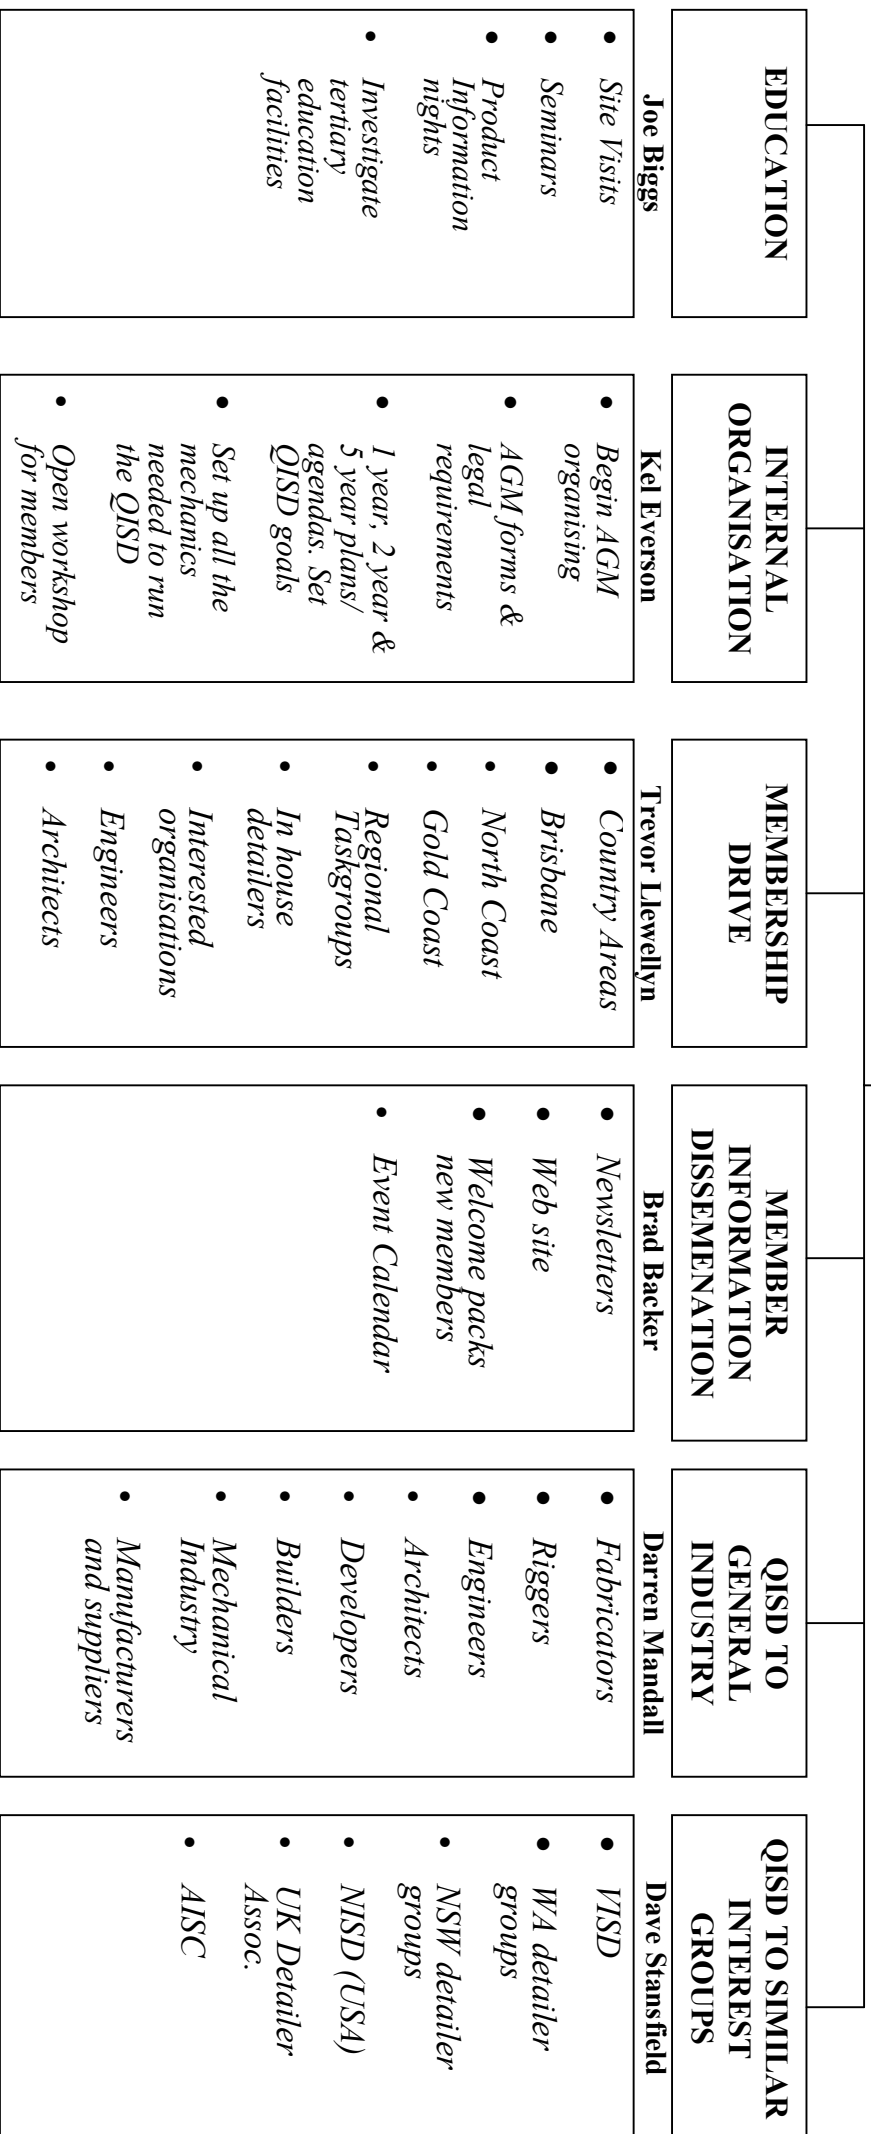 EDUCATION
Joe Biggs
• Site Visits
• Seminars
• Product
Information
nights
• Investigate
tertiary
education
facilities
INTERNAL
ORGANISATION
Kel Everson
• Begin AGM
organising
• AGM forms &
legal
requirements
• 1 year, 2 year &
5 year plans/
agendas. Set
QISD goals
• Set up all the
mechanics
needed to run
the QISD
• Open workshop
for members
MEMBERSHIP
DRIVE
Trevor Llewellyn
• Country Areas
• Brisbane
• North Coast
• Gold Coast
• Regional
Taskgroups
• In house
detailers
• Interested
organisations
• Engineers
• Architects
MEMBER
INFORMATION
DISSEMENATION
Brad Backer
• Newsletters
• Web site
• Welcome packs
new members
• Event Calendar
QISD TO
GENERAL
INDUSTRY
Darren Mandall
• Fabricators
• Riggers
• Engineers
• Architects
• Developers
• Builders
• Mechanical
Industry
• Manufacturers
and suppliers
QISD TO SIMILAR
INTEREST
GROUPS
Dave Stansfield
• VISD
• WA detailer
groups
• NSW detailer
groups
• NISD (USA)
• UK Detailer
Assoc.
• AISC